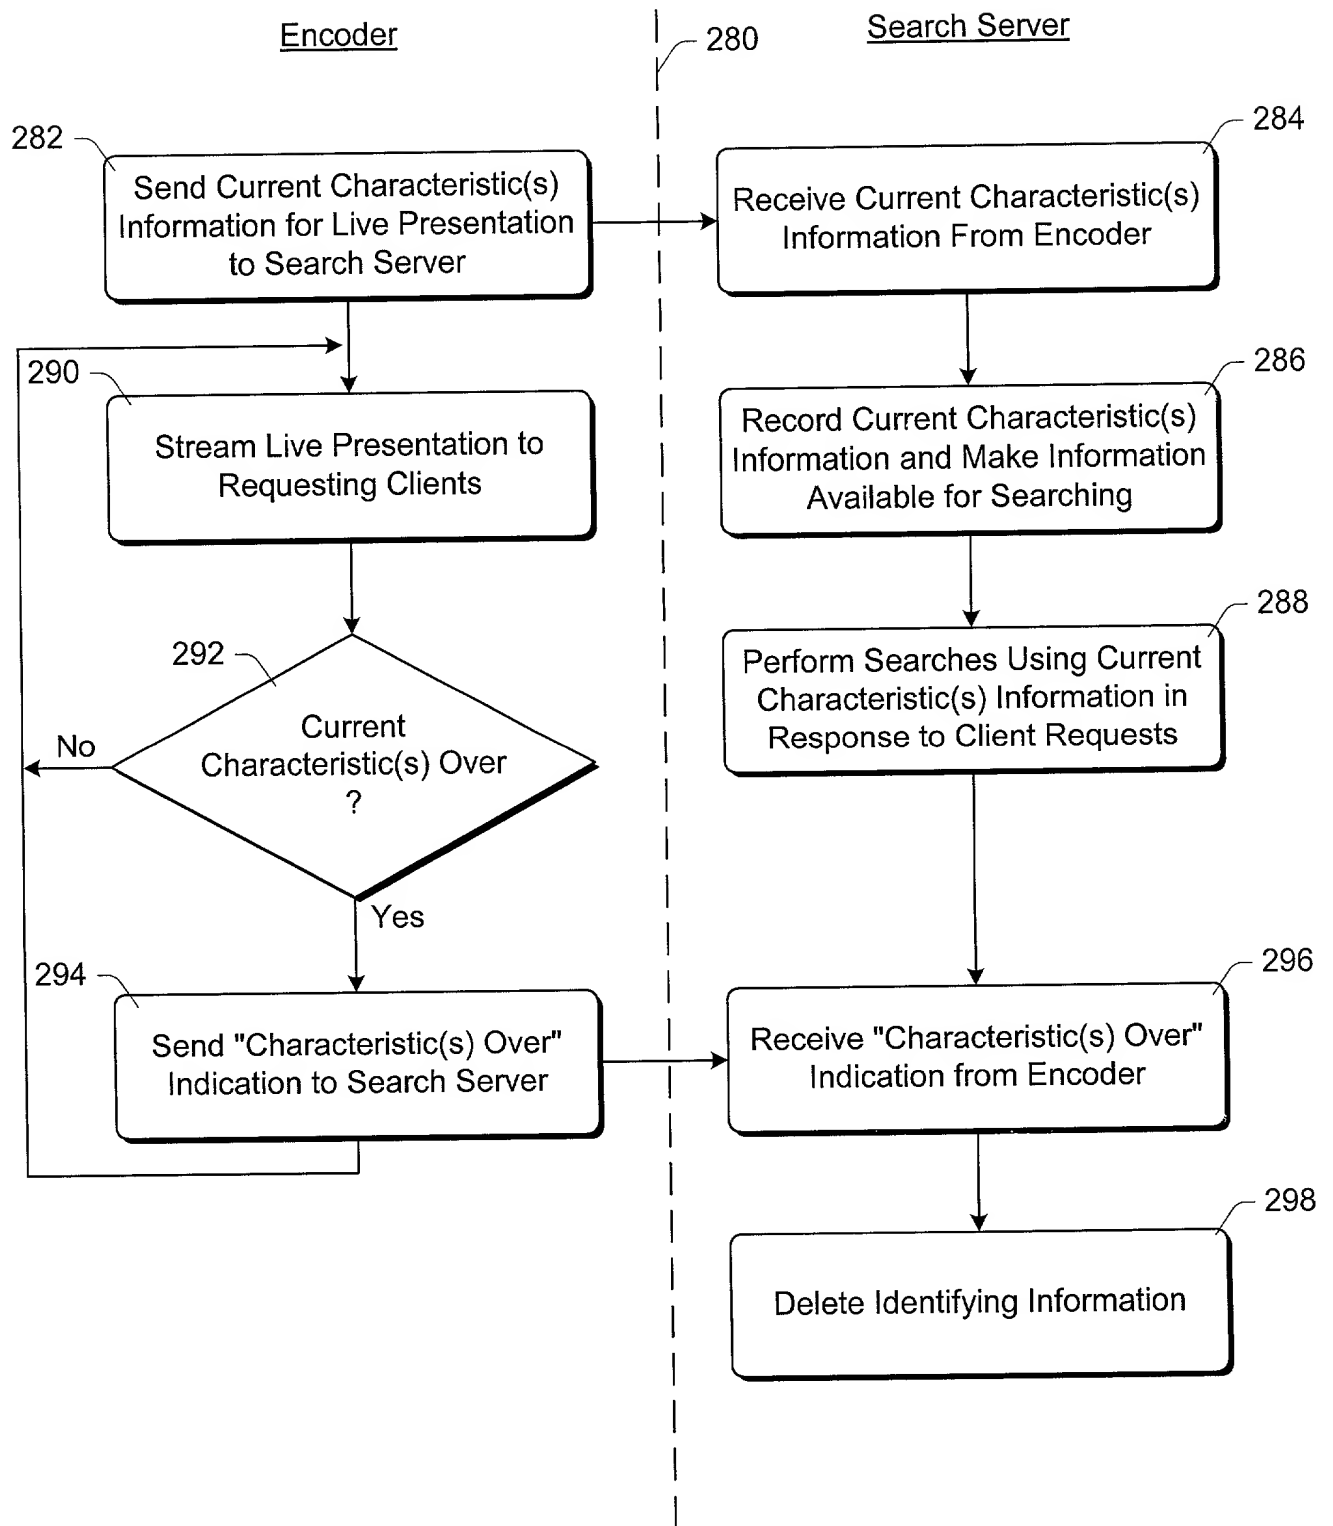 Encoder
280
Search Server
282
Send Current Characteristic(s)
Information for Live Presentation
to Search Server
284
Receive Current Characteristic(s)
Information From Encoder
290
Stream Live Presentation to
Requesting Clients
286
Record Current Characteristic(s)
Information and Make Information
Available for Searching
292
Current
Characteristic(s) Over
?
No
Yes
288
Perform Searches Using Current
Characteristic(s) Information in
Response to Client Requests
294
Send "Characteristic(s) Over"
Indication to Search Server
296
Receive "Characteristic(s) Over"
Indication from Encoder
298
Delete Identifying Information